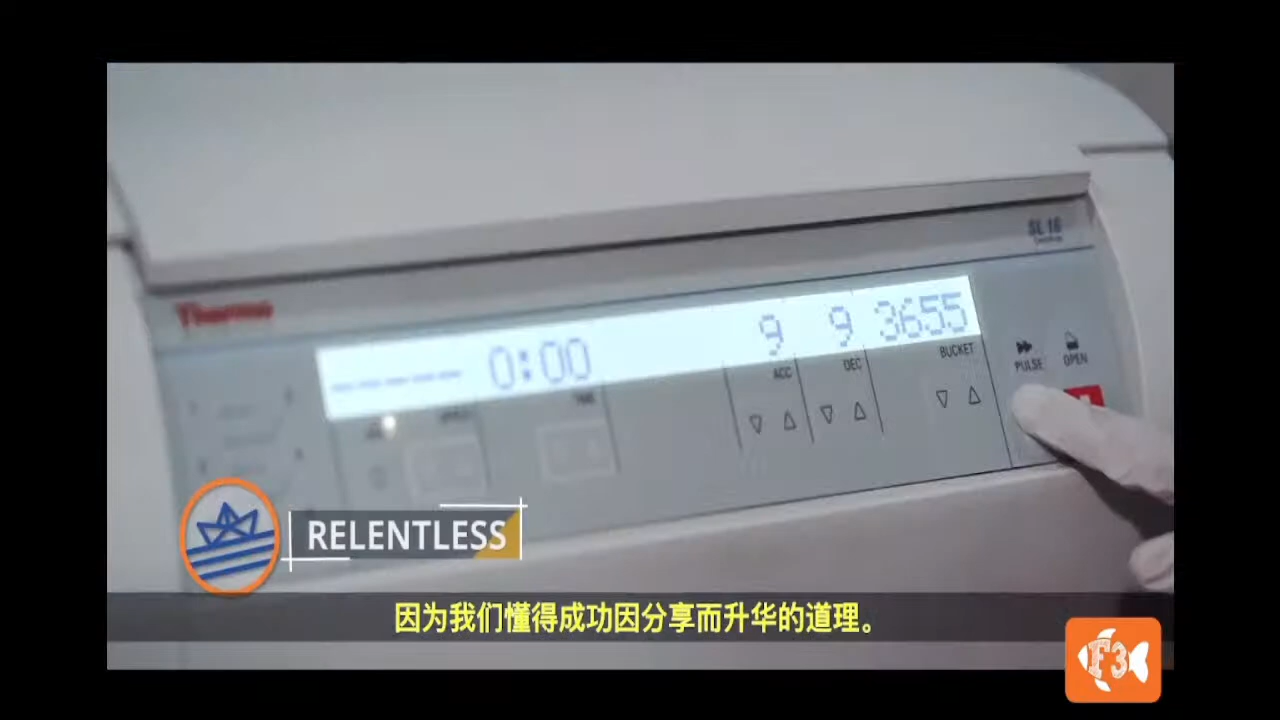 SL 16
Thermo
0:00 9 9 3655
ACC DEC BUCKET
PULSE OPEN
RELENTLESS
因为我们懂得成功因分享而升华的道理。
F3